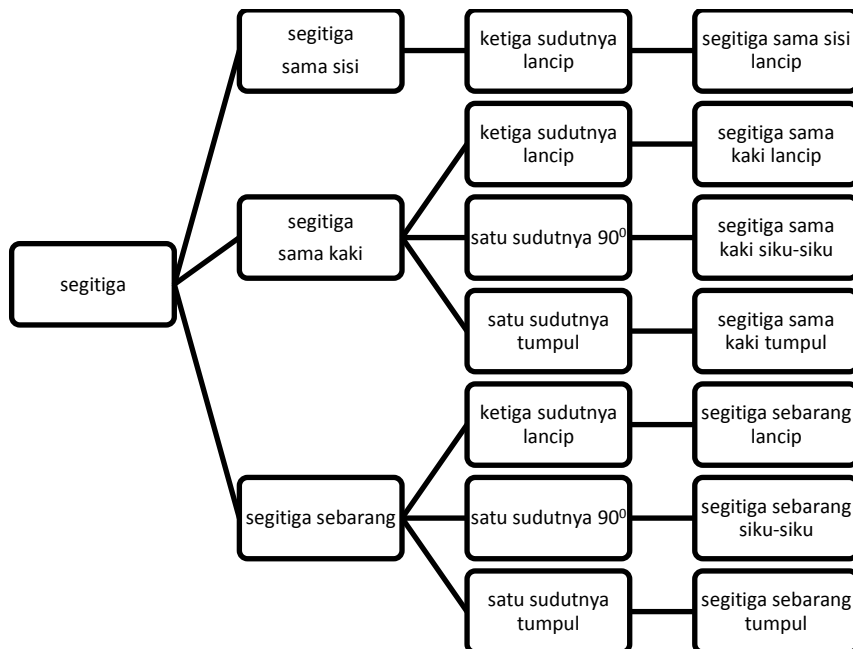 segitiga
segitiga
sama sisi
ketiga sudutnya
lancip
segitiga sama sisi
lancip
segitiga
sama kaki
ketiga sudutnya
lancip
segitiga sama
kaki lancip
satu sudutnya 90⁰
segitiga sama
kaki siku-siku
satu sudutnya
tumpul
segitiga sama
kaki tumpul
segitiga sebarang
ketiga sudutnya
lancip
segitiga sebarang
lancip
satu sudutnya 90⁰
segitiga sebarang
siku-siku
satu sudutnya
tumpul
segitiga sebarang
tumpul